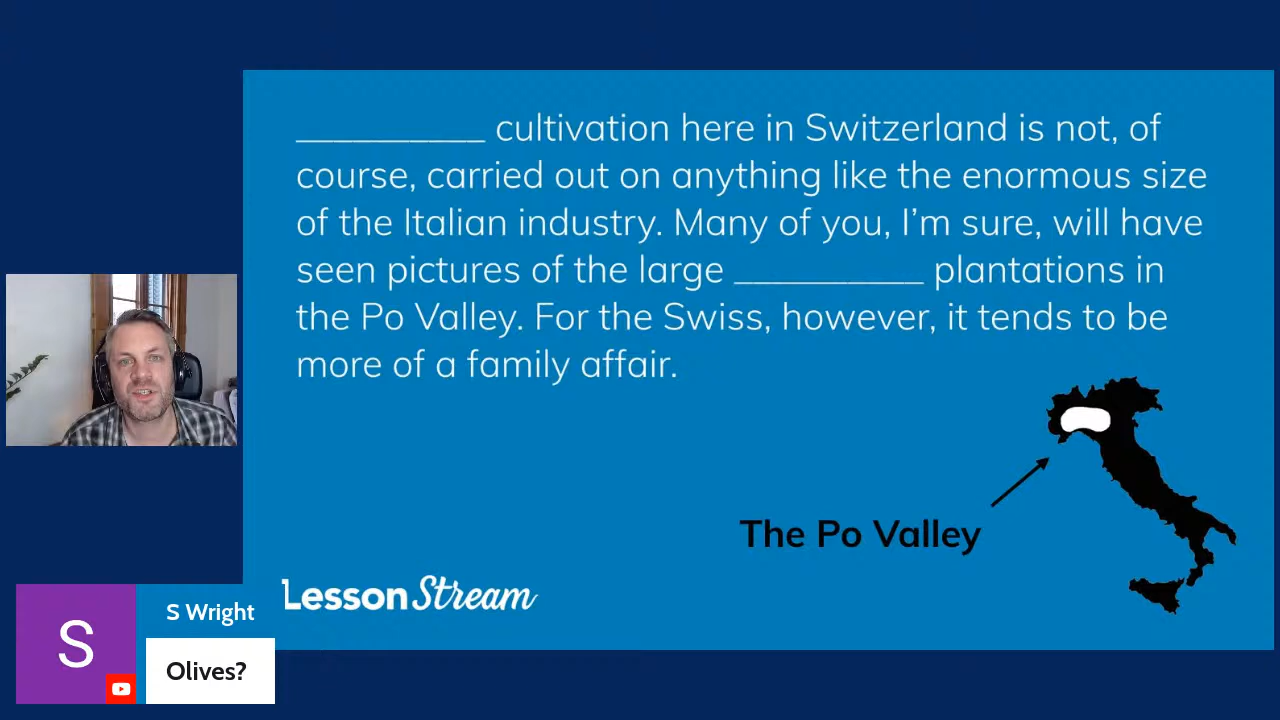 __________ cultivation here in Switzerland is not, of
course, carried out on anything like the enormous size
of the Italian industry. Many of you, I’m sure, will have
seen pictures of the large __________ plantations in
the Po Valley. For the Swiss, however, it tends to be
more of a family affair.
The Po Valley
LessonStream
S
S Wright
Olives?